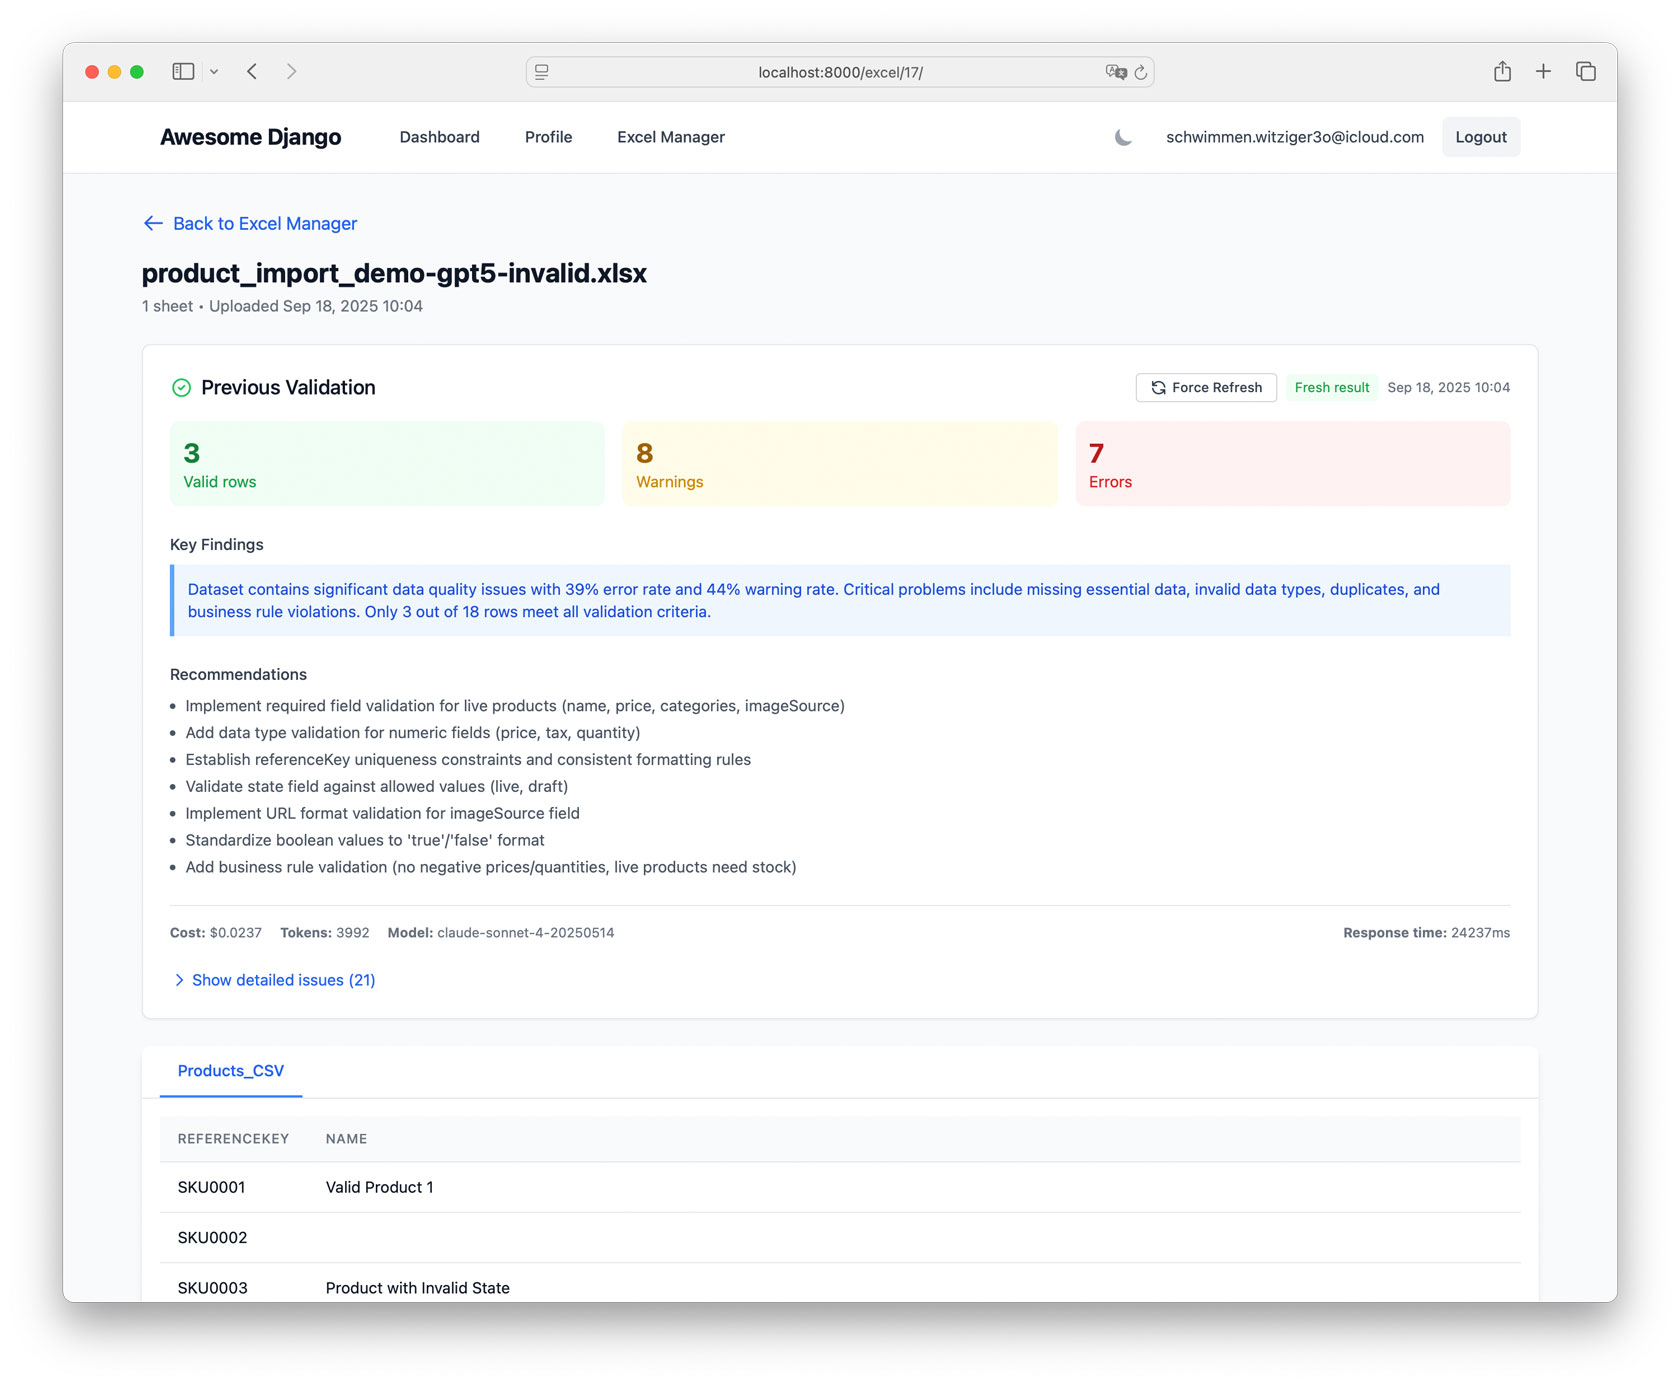 localhost:8000/excel/17/
Awesome Django
Dashboard
Profile
Excel Manager
schwimmen.witziger3o@icloud.com
Logout
Back to Excel Manager
product_import_demo-gpt5-invalid.xlsx
1 sheet • Uploaded Sep 18, 2025 10:04
Previous Validation
Force Refresh
Fresh result
Sep 18, 2025 10:04
3
Valid rows
8
Warnings
7
Errors
Key Findings
Dataset contains significant data quality issues with 39% error rate and 44% warning rate. Critical problems include missing essential data, invalid data types, duplicates, and
business rule violations. Only 3 out of 18 rows meet all validation criteria.
Recommendations
• Implement required field validation for live products (name, price, categories, imageSource)
• Add data type validation for numeric fields (price, tax, quantity)
• Establish referenceKey uniqueness constraints and consistent formatting rules
• Validate state field against allowed values (live, draft)
• Implement URL format validation for imageSource field
• Standardize boolean values to 'true'/'false' format
• Add business rule validation (no negative prices/quantities, live products need stock)
Cost: $0.0237 Tokens: 3992 Model: claude-sonnet-4-20250514
Response time: 24237ms
Show detailed issues (21)
Products_CSV
REFERENCEKEY NAME
SKU0001 Valid Product 1
SKU0002
SKU0003 Product with Invalid State